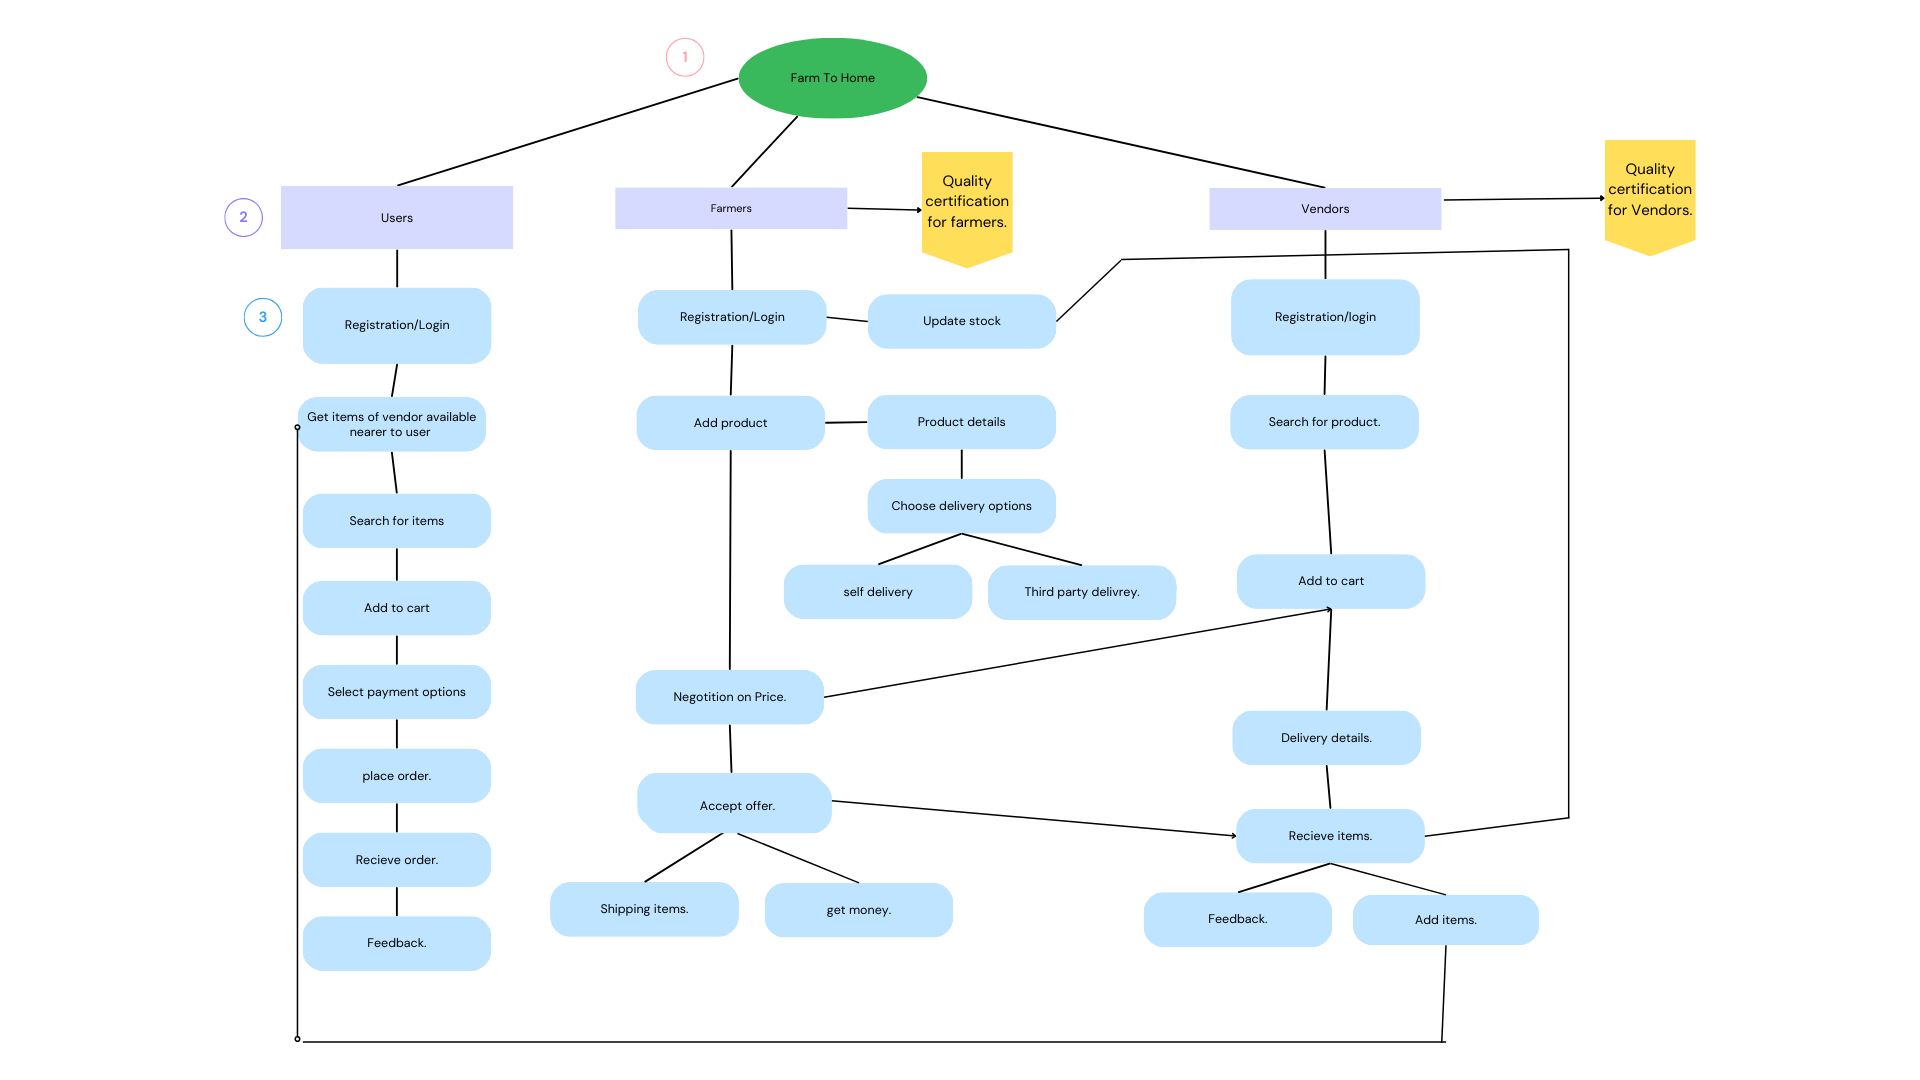 1
Farm To Home
Quality
certification
for farmers.
Quality
certification
for Vendors.
2
Users
Farmers
Vendors
3
Registration/Login
Registration/Login
Update stock
Registration/login
Get items of vendor available
nearer to user
Add product
Product details
Search for product.
Search for items
Choose delivery options
Add to cart
self delivery
Third party delivrey.
Add to cart
Select payment options
Negotition on Price.
Delivery details.
place order.
Accept offer.
Recieve items.
Recieve order.
Shipping items.
get money.
Feedback.
Add items.
Feedback.